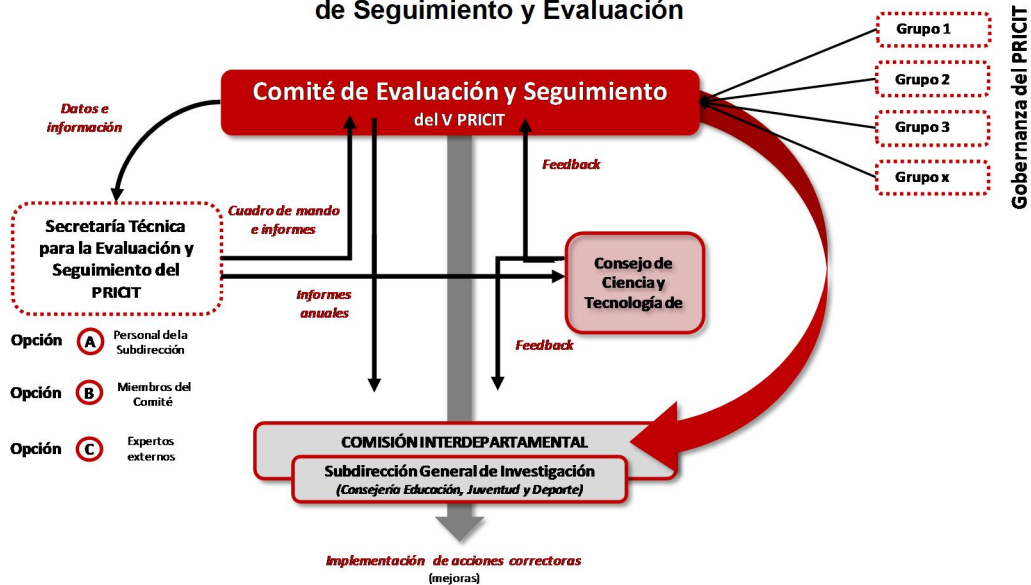 de Seguimiento y Evaluación
Grupo 1
Grupo 2
Grupo 3
Grupo x
Gobernanza del PRICIT
Comité de Evaluación y Seguimiento
del V PRICIT
Datos e
información
Feedback
Cuadro de mando
e informes
Secretaría Técnica
para la Evaluación y
Seguimiento del
PRICIT
Consejo de
Ciencia y
Tecnología de
Informes
anuales
Feedback
Opción A Personal de la
Subdirección
Opción B Miembros del
Comité
Opción C Expertos
externos
COMISIÓN INTERDEPARTAMENTAL
Subdirección General de Investigación
(Consejería Educación, Juventud y Deporte)
Implementación de acciones correctoras
(mejoras)